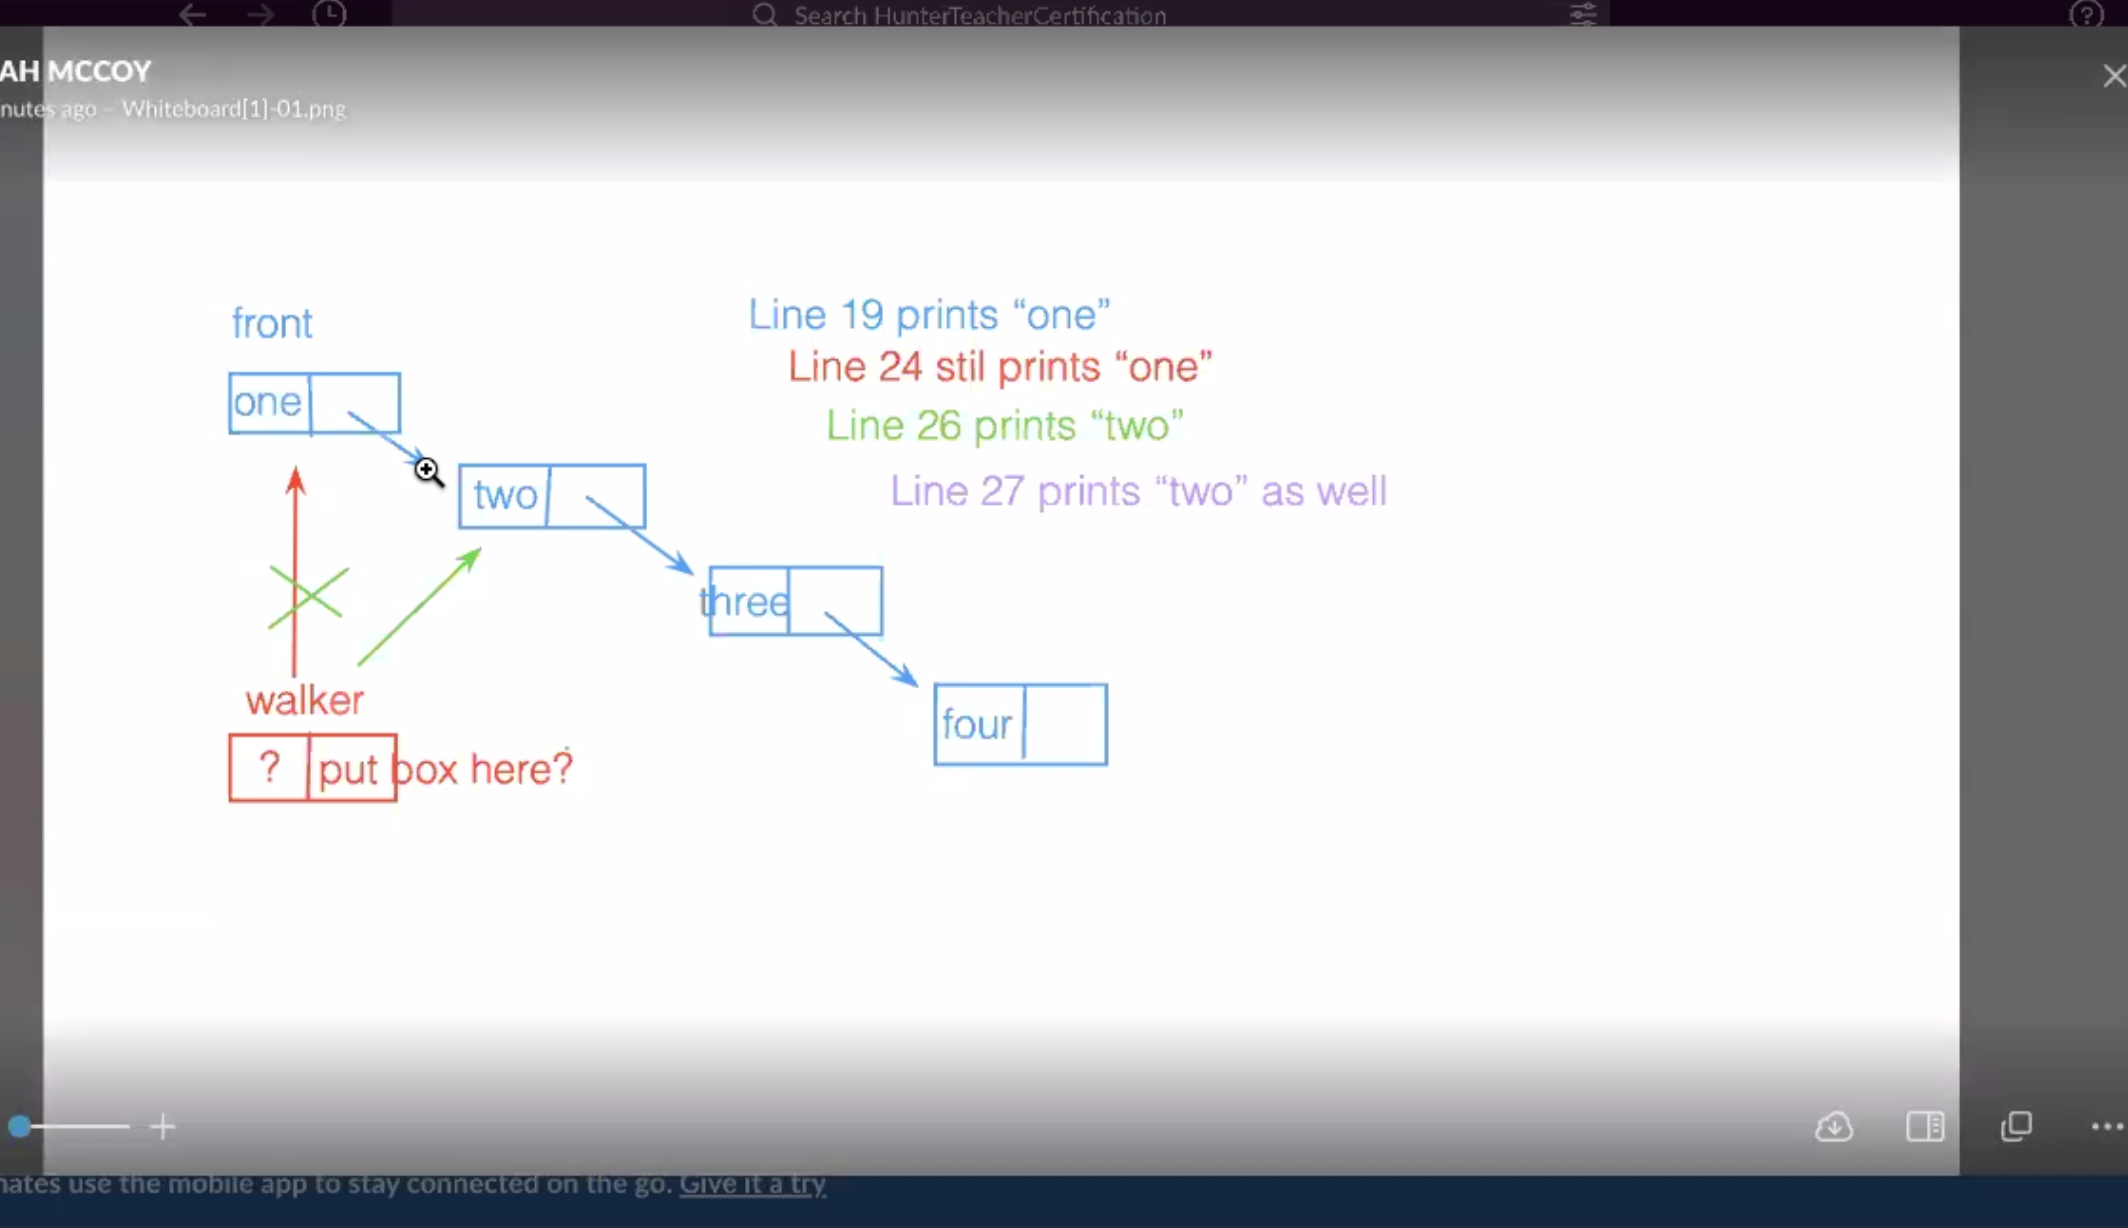 Search HunterTeacherCertification
AH MCCOY
nutes ago – Whiteboard[1]-01.png
front
Line 19 prints “one”
Line 24 stil prints “one”
one
Line 26 prints “two”
two
Line 27 prints “two” as well
three
walker
four
? put box here?
nates use the mobile app to stay connected on the go. Give it a try